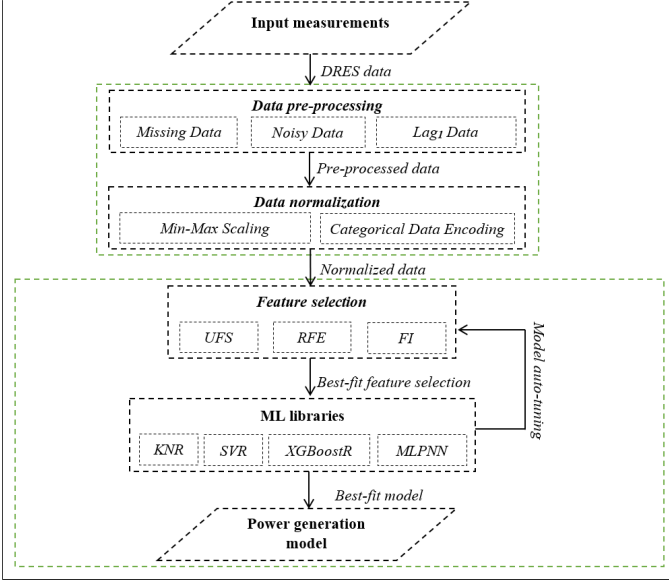 Input measurements
DRES data
Data pre-processing
Missing Data
Noisy Data
Lag1 Data
Pre-processed data
Data normalization
Min-Max Scaling
Categorical Data Encoding
Normalized data
Feature selection
UFS
RFE
FI
Model auto-tuning
Best-fit feature selection
ML libraries
KNR
SVR
XGBoostR
MLPNN
Best-fit model
Power generation
model